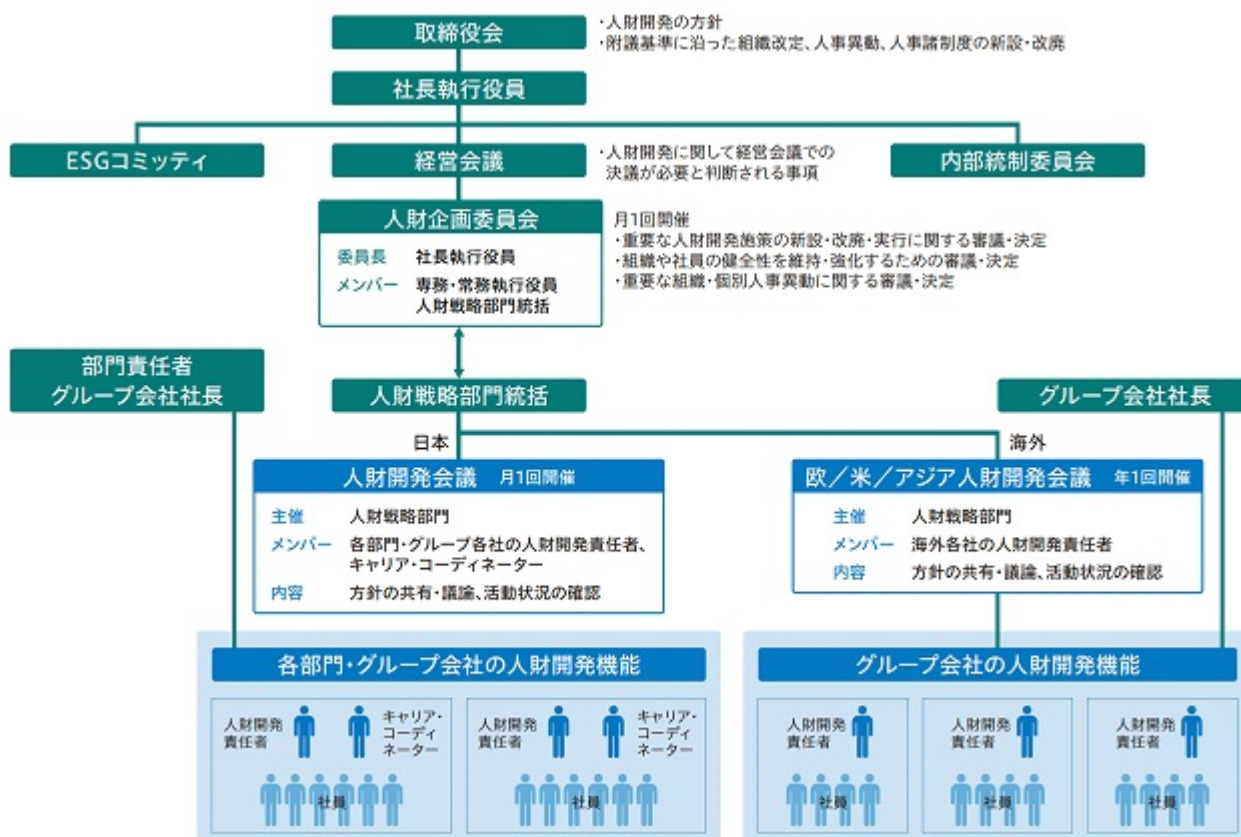 取締役会
・人財開発の方針
・附議基準に沿った組織改定、人事異動、人事諸制度の新設・改廃
社長執行役員
ESGコミッティ
経営会議
・人財開発に関して経営会議での
決議が必要と判断される事項
内部統制委員会
人財企画委員会
委員長 社長執行役員
メンバー 専務・常務執行役員
人財戦略部門統括
月1回開催
・重要な人財開発施策の新設・改廃・実行に関する審議・決定
・組織や社員の健全性を維持・強化するための審議・決定
・重要な組織・個別人事異動に関する審議・決定
部門責任者
グループ会社社長
人財戦略部門統括
グループ会社社長
日本
海外
人財開発会議 月1回開催
主催 人財戦略部門
メンバー 各部門・グループ各社の人財開発責任者、
キャリア・コーディネーター
内容 方針の共有・議論、活動状況の確認
欧／米／アジア人財開発会議 年1回開催
主催 人財戦略部門
メンバー 海外各社の人財開発責任者
内容 方針の共有・議論、活動状況の確認
各部門・グループ会社の人財開発機能
人財開発
責任者
キャリア・
コーディ
ネーター
社員
人財開発
責任者
キャリア・
コーディ
ネーター
社員
グループ会社の人財開発機能
人財開発
責任者
社員
人財開発
責任者
社員
人財開発
責任者
社員